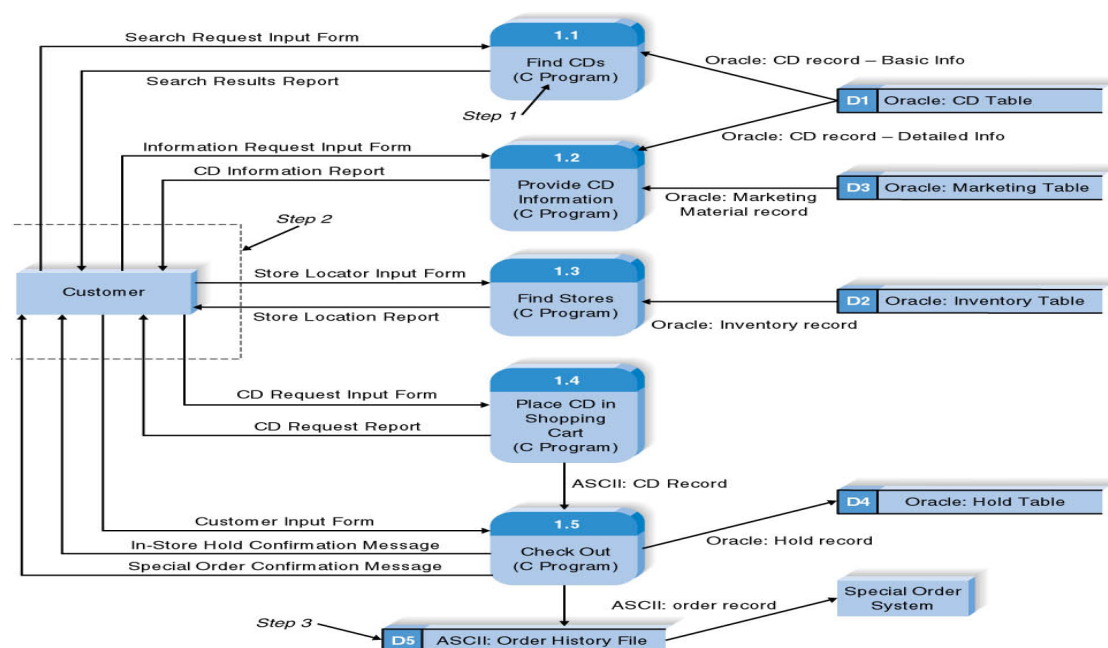 1.1
Search Request Input Form
Find CDs
(C Program)
Oracle: CD record – Basic Info
Search Results Report
Step 1
D1
Oracle: CD Table
Oracle: CD record – Detailed Info
Information Request Input Form
1.2
CD Information Report
Provide CD
Information
(C Program)
D3
Oracle: Marketing Table
Oracle: Marketing
Material record
Step 2
Customer
Store Locator Input Form
1.3
Find Stores
(C Program)
D2
Oracle: Inventory Table
Store Location Report
Oracle: Inventory record
1.4
CD Request Input Form
Place CD in
Shopping
Cart
(C Program)
CD Request Report
ASCII: CD Record
D4
Oracle: Hold Table
Customer Input Form
1.5
Check Out
(C Program)
In-Store Hold Confirmation Message
Oracle: Hold record
Special Order Confirmation Message
ASCII: order record
Special Order
System
Step 3
D5
ASCII: Order History File